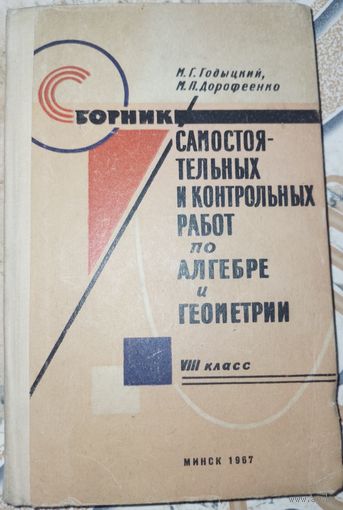 М. Г. Годыцкий,
М. П. Дорофеенко
СБОРНИК
САМОСТОЯ-
ТЕЛЬНЫХ
И КОНТРОЛЬНЫХ
РАБОТ
по
АЛГЕБРЕ
и
ГЕОМЕТРИИ
VIII класс
МИНСК 1967